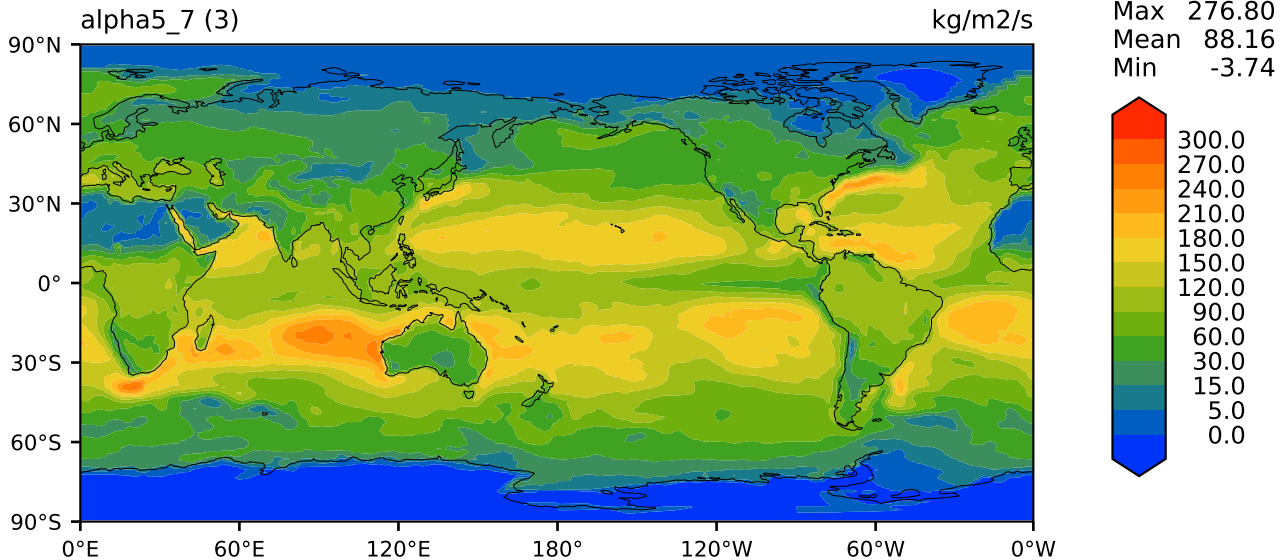 alpha5_7 (3)
kg/m2/s
Max 276.80
Mean 88.16
Min -3.74
90°N
60°N
30°N
0°
30°S
60°S
90°S
0°E
60°E
120°E
180°
120°W
60°W
0°W
300.0
270.0
240.0
210.0
180.0
150.0
120.0
90.0
60.0
30.0
15.0
5.0
0.0